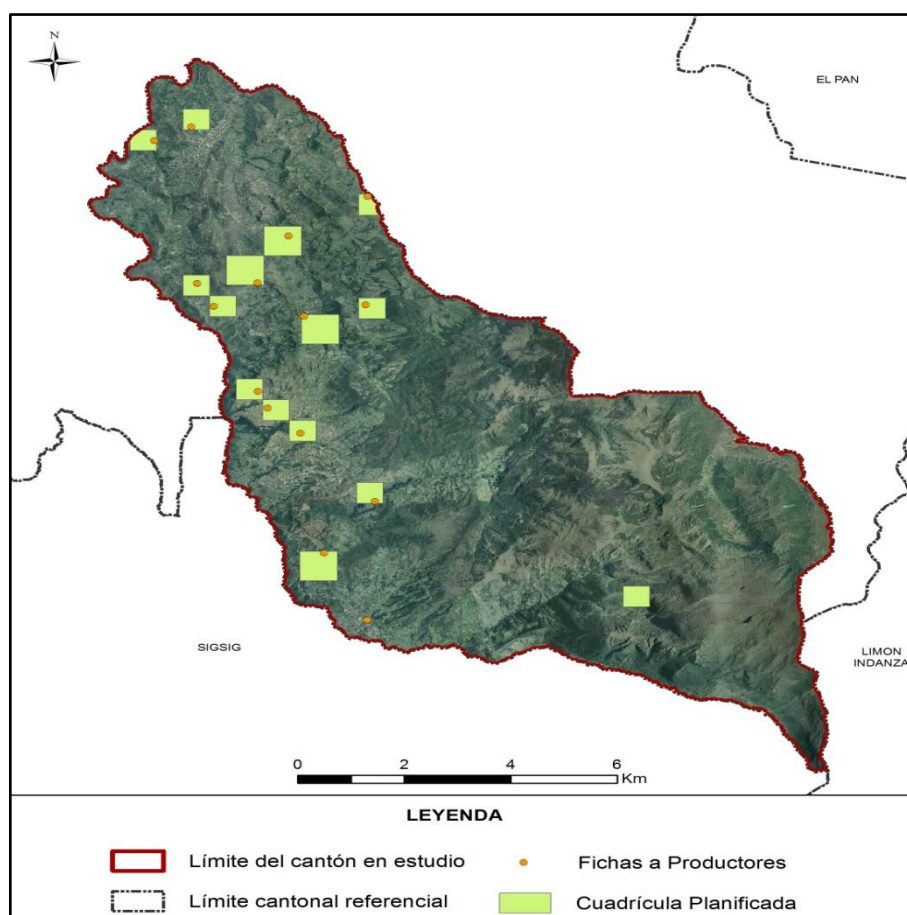 N
EL PAN
SIGSIG
LIMON
INDANZA
0 2 4 6
Km
LEYENDA
Límite del cantón en estudio
Fichas a Productores
Límite cantonal referencial
Cuadrícula Planificada